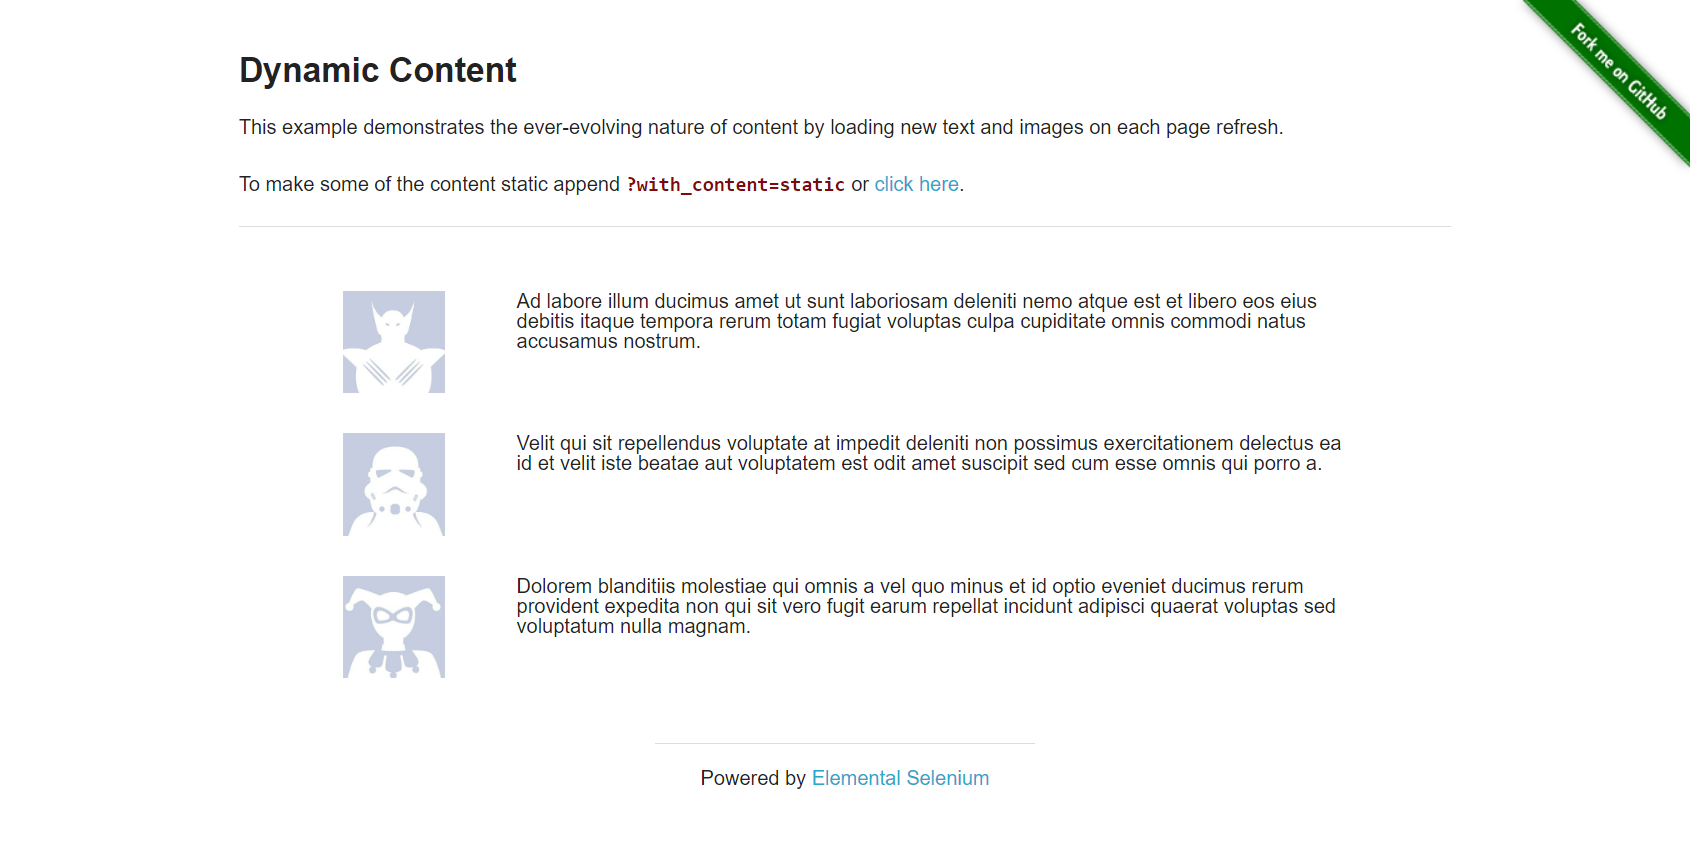 Fork me on GitHub
Dynamic Content
This example demonstrates the ever-evolving nature of content by loading new text and images on each page refresh.
To make some of the content static append ?with_content=static or click here.
Ad labore illum ducimus amet ut sunt laboriosam deleniti nemo atque est et libero eos eius
debitis itaque tempora rerum totam fugiat voluptas culpa cupiditate omnis commodi natus
accusamus nostrum.
Velit qui sit repellendus voluptate at impedit deleniti non possimus exercitationem delectus ea
id et velit iste beatae aut voluptatem est odit amet suscipit sed cum esse omnis qui porro a.
Dolorem blanditiis molestiae qui omnis a vel quo minus et id optio eveniet ducimus rerum
provident expedita non qui sit vero fugit earum repellat incidunt adipisci quaerat voluptas sed
voluptatum nulla magnam.
Powered by Elemental Selenium